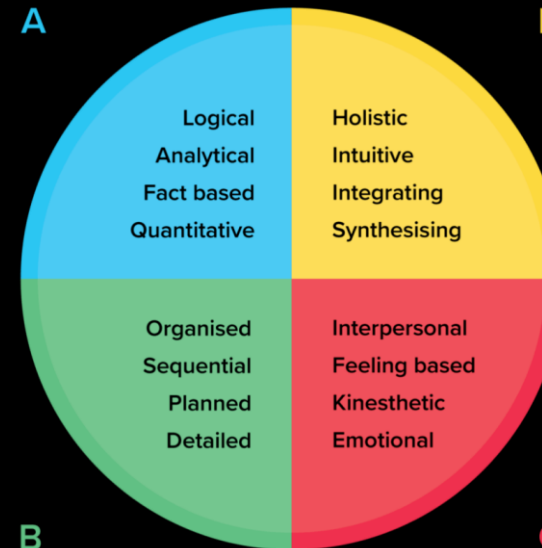 A
Logical
Analytical
Fact based
Quantitative
Holistic
Intuitive
Integrating
Synthesising
Organised
Sequential
Planned
Detailed
Interpersonal
Feeling based
Kinesthetic
Emotional
B